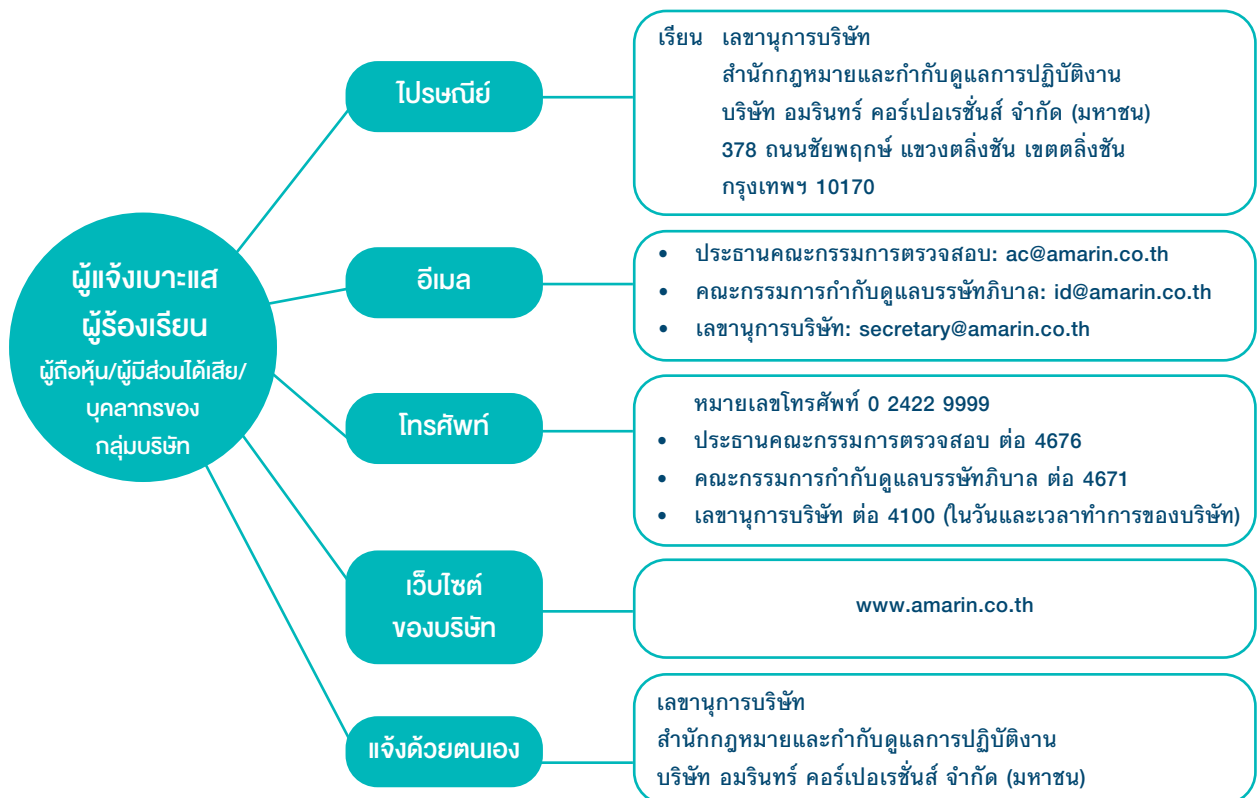 ผู้แจ้งเบาะแส
ผู้ร้องเรียน
ผู้ถือหุ้น/ผู้มีส่วนได้เสีย/
บุคลากรของ
กลุ่มบริษัท
ไปรษณีย์
เรียน เลขานุการบริษัท
สำนักกฎหมายและกำกับดูแลการปฏิบัติงาน
บริษัท อมรินทร์ คอร์เปอเรชั่นส์ จำกัด (มหาชน)
378 ถนนชัยพฤกษ์ แขวงตลิ่งชัน เขตตลิ่งชัน
กรุงเทพฯ 10170
อีเมล
• ประธานคณะกรรมการตรวจสอบ: ac@amarin.co.th
• คณะกรรมการกำกับดูแลบรรษัทภิบาล: id@amarin.co.th
• เลขานุการบริษัท: secretary@amarin.co.th
โทรศัพท์
หมายเลขโทรศัพท์ 0 2422 9999
• ประธานคณะกรรมการตรวจสอบ ต่อ 4676
• คณะกรรมการกำกับดูแลบรรษัทภิบาล ต่อ 4671
• เลขานุการบริษัท ต่อ 4100 (ในวันและเวลาทำการของบริษัท)
เว็บไซต์
ของบริษัท
www.amarin.co.th
แจ้งด้วยตนเอง
เลขานุการบริษัท
สำนักกฎหมายและกำกับดูแลการปฏิบัติงาน
บริษัท อมรินทร์ คอร์เปอเรชั่นส์ จำกัด (มหาชน)